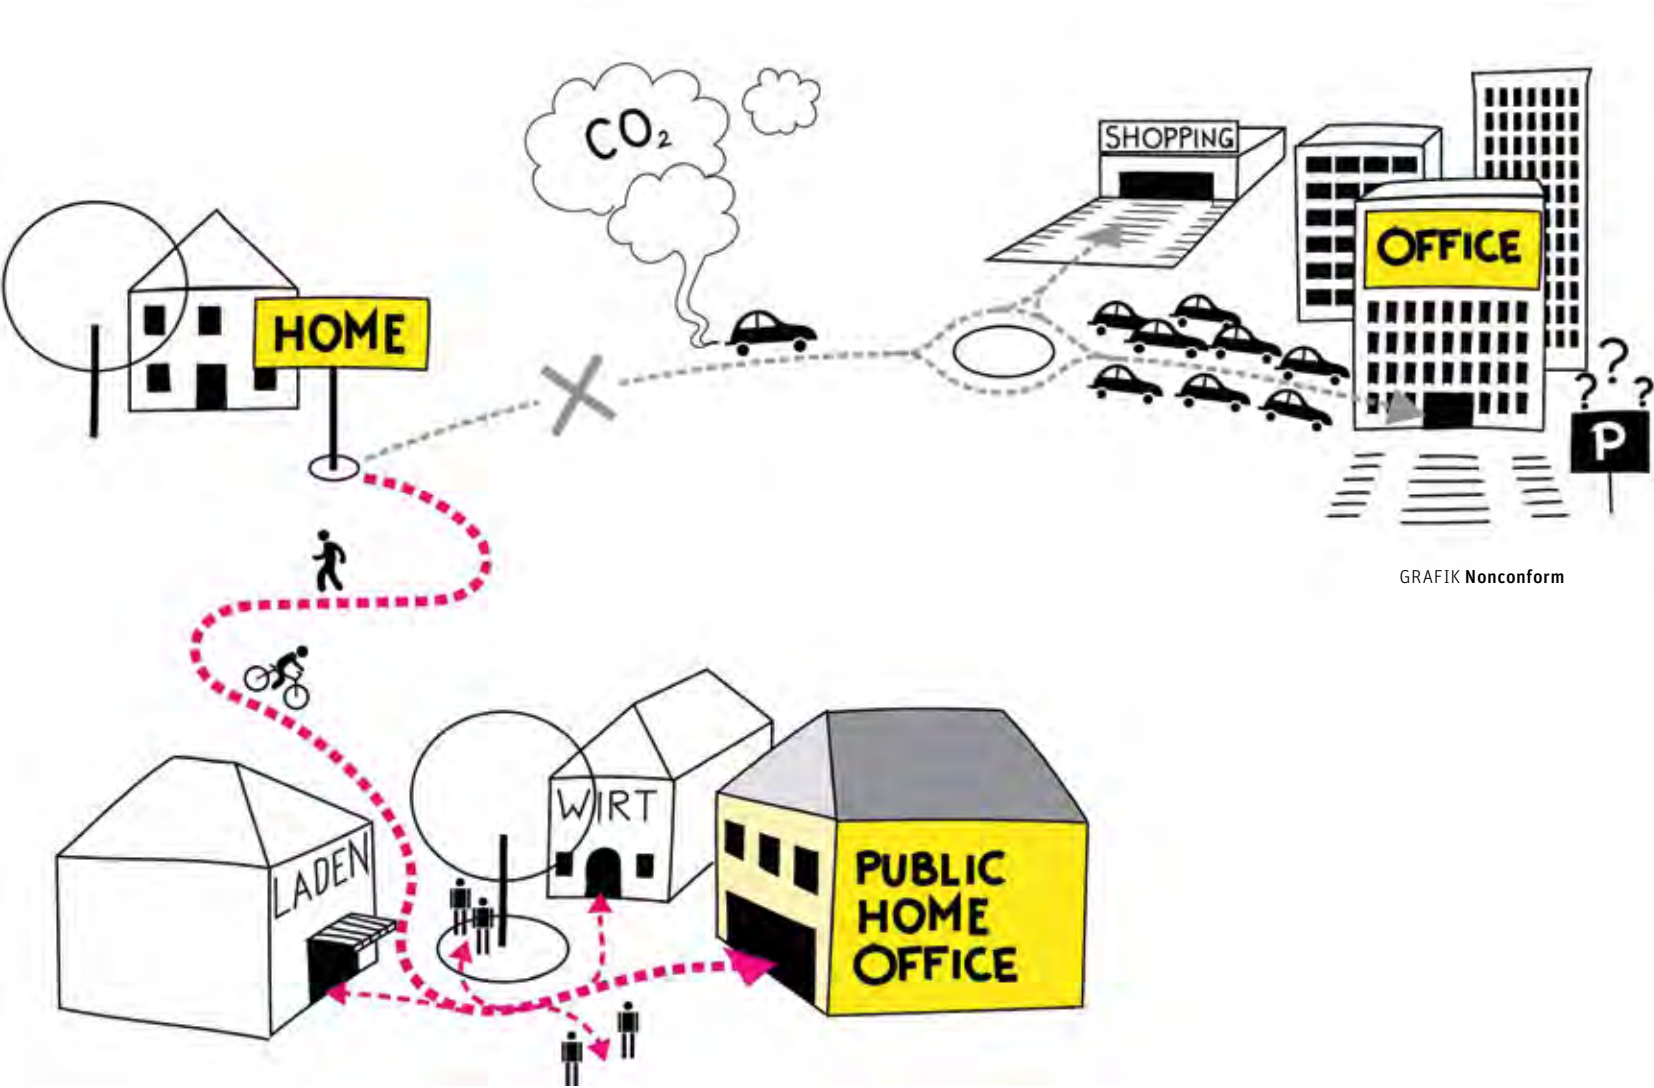 CO₂
SHOPPING
OFFICE
HOME
? ? ?
P
GRAFIK Nonconform
WIRT
LADEN
PUBLIC
HOME
OFFICE